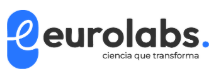 eurolabs.
ciencia que transforma